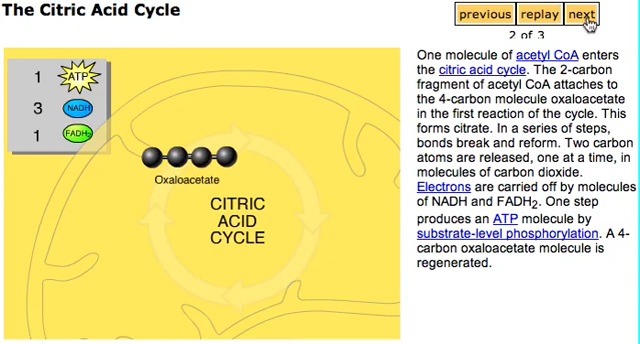 The Citric Acid Cycle
previous replay next
2 of 3
1 ATP
3 NADH
1 FADH2
Oxaloacetate
CITRIC
ACID
CYCLE
One molecule of acetyl CoA enters
the citric acid cycle. The 2-carbon
fragment of acetyl CoA attaches to
the 4-carbon molecule oxaloacetate
in the first reaction of the cycle. This
forms citrate. In a series of steps,
bonds break and reform. Two carbon
atoms are released, one at a time, in
molecules of carbon dioxide.
Electrons are carried off by molecules
of NADH and FADH2. One step
produces an ATP molecule by
substrate-level phosphorylation. A 4-
carbon oxaloacetate molecule is
regenerated.